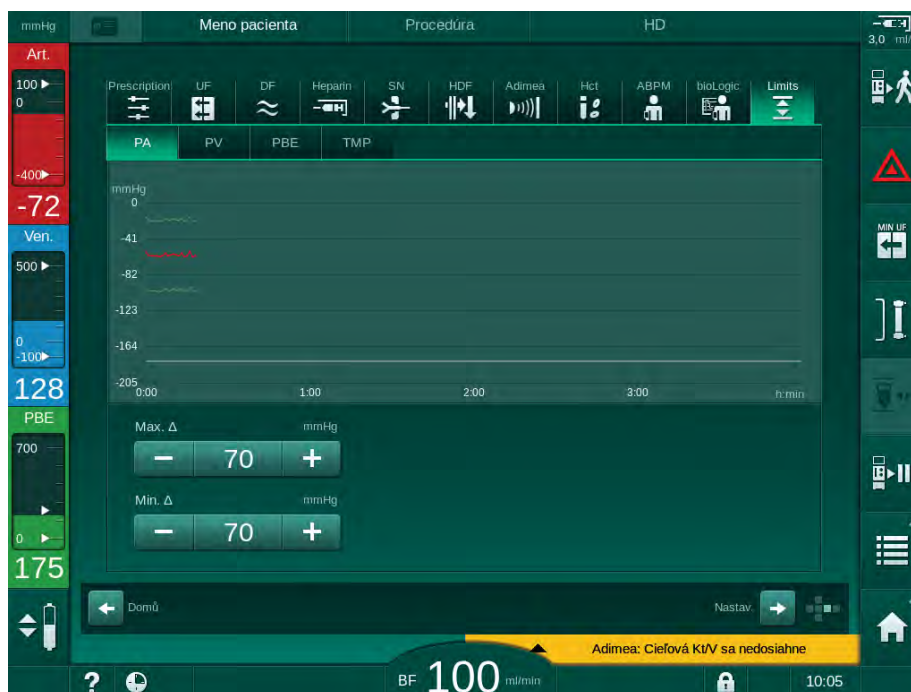 mmHg
Meno pacienta
Procedúra
HD
3,0 ml/
Art.
100
0
-400
-72
Ven.
500
0
-100
128
PBE
700
0
175
Prescription
UF
DF
Heparin
SN
HDF
Adimea
Hct
ABPM
bioLogic
Limits
PA
PV
PBE
TMP
mmHg
0
-41
-82
-123
-164
-205
0:00
1:00
2:00
3:00
h:min
Max. Δ
mmHg
70
Min. Δ
mmHg
70
MIN UF
Domů
Nastav.
Adimea: Cieľová Kt/V sa nedosiahne
?
BF 100 ml/min
10:05